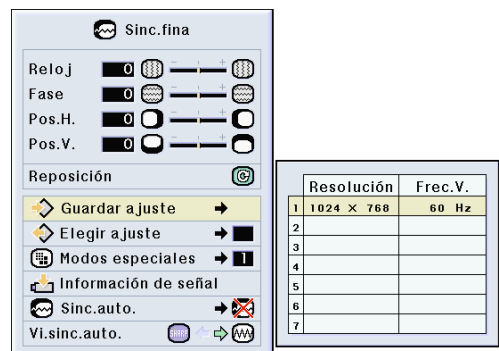 Sinc.fina
Reloj 0 - +
Fase 0 - +
Pos.H. 0 - +
Pos.V. 0 - +
Reposición
Guardar ajuste
Elegir ajuste
Modos especiales 1
Información de señal
Sinc.auto.
Vi.sinc.auto. SHARP
Resolución Frec.V.
1 1024 × 768 60 Hz
2
3
4
5
6
7